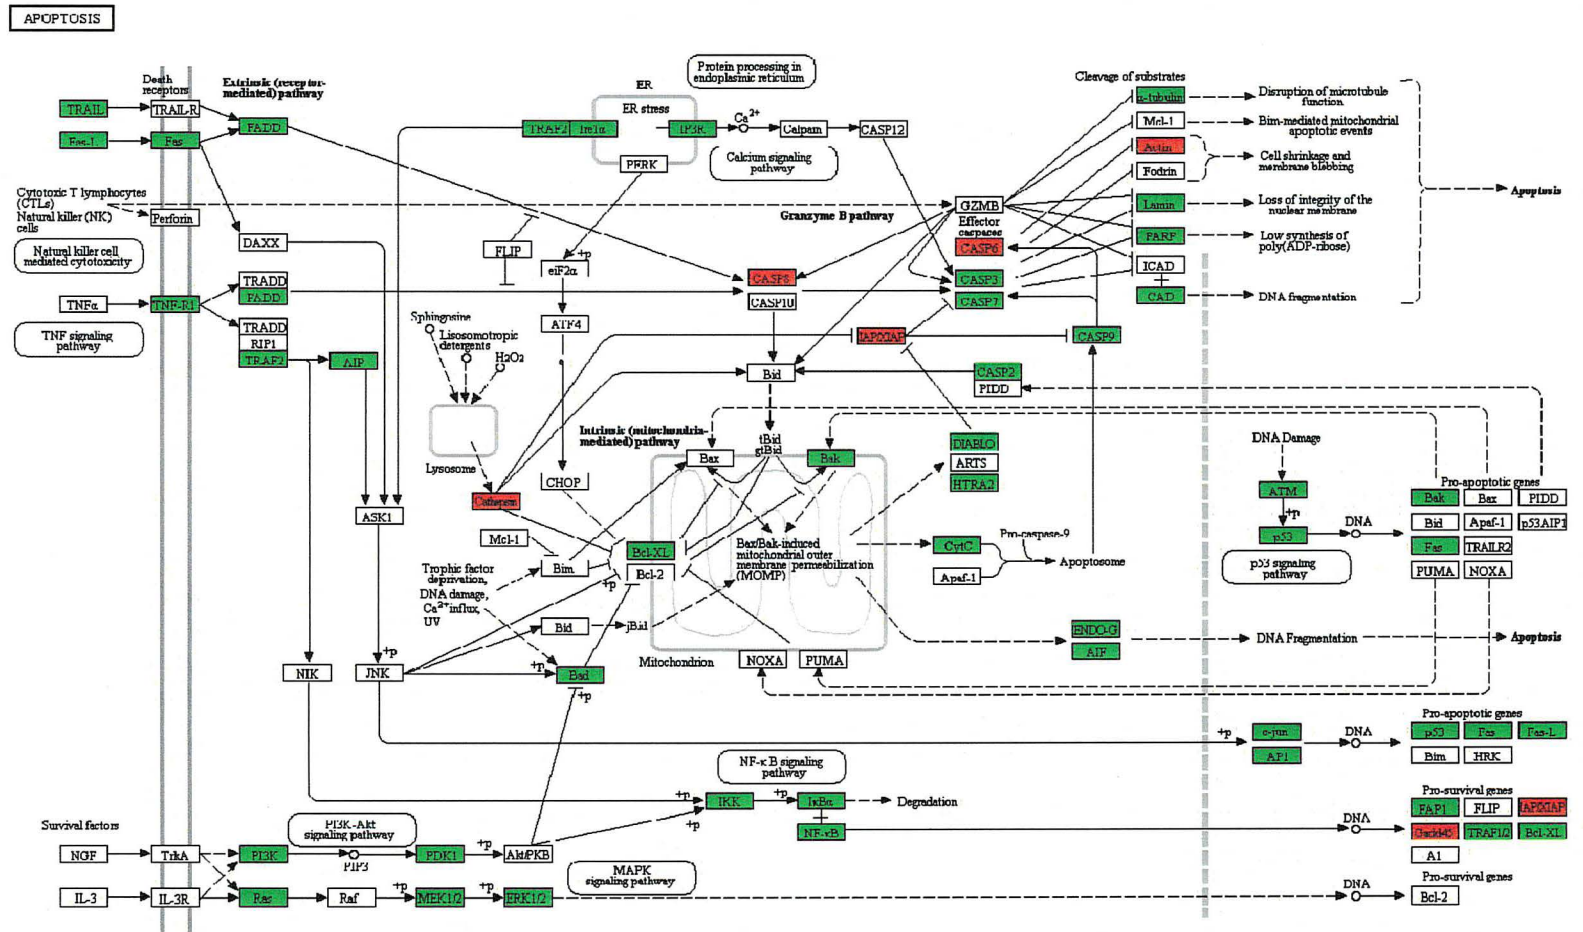 APOPTOSIS
Protein processing in
endoplasmic reticulum
Death
receptors
Extrinsic (receptor-
mediated) pathway
ER
ER stress
Cleavage of substrates
TRAIL
TRAIL-R
FADD
Fas-L
Fas
TRAF2
Ire1α
IP3R
Ca2+
Calpain
CASP12
PERK
Calcium signaling
pathway
α-tubulin
Disruption of microtubule
function
Mcl-1
Bim-mediated mitochondrial
apoptotic events
Actin
Fodrin
Cell shrinkage and
membrane blebbing
Apoptosis
Cytotoxic T lymphocytes
(CTLs)
Natural killer (NK)
cells
Perforin
Granzyme B pathway
GZMB
Effector
caspases
CASP6
Lamin
Loss of integrity of the
nuclear membrane
PARP
Low synthesis of
poly(ADP-ribose)
Natural killer cell
mediated cytotoxicity
DAXX
FLIP
+p
eIF2α
CASP8
CASP10
CASP3
CASP7
ICAD
CAD
DNA fragmentation
TNFα
TNF-R1
TRADD
FADD
TNF signaling
pathway
TRADD
RIP1
TRAF2
AIP
Sphingosine
Lisosomotropic
detergents
H2O2
ATF4
CASP9
Bid
CASP2
PIDD
Intrinsic (mitochondria-
mediated) pathway
Lysosome
Bax
tBid
gtBid
Bak
DIABLO
ARTS
HTRA2
DNA Damage
ATM
+p
p53
DNA
p53 signaling
pathway
Pro-apoptotic genes
Bak
Bax
PIDD
Bid
Apaf-1
p53AIP1
Fas
TRAILR2
PUMA
NOXA
Cathepsin
CHOP
ASK1
Mcl-1
Bim
Bcl-XL
Bcl-2
+p
Bax/Bak-induced
mitochondrial outer
membrane permeabilization
(MOMP)
CytC
Pro-caspase-9
Apaf-1
Apoptosome
Trophic factor
deprivation,
DNA damage,
Ca2+ influx,
UV
Bid
jBid
ENDO-G
AIF
DNA Fragmentation
Apoptosis
Mitochondrion
NOXA
PUMA
NIK
+p
JNK
+p
Bad
+p
+p
c-jun
AP1
DNA
Pro-apoptotic genes
p53
Fas
Fas-L
Bim
HRK
NF-κB signaling
pathway
+p
IKK
+p
IκBα
Degradation
+p
NF-κB
DNA
Pro-survival genes
FLIP
TRAF1/2
Bcl-XL
A1
Survival factors
PI3K-Akt
signaling pathway
NGF
TrkA
PI3K
PIP3
PDK1
+p
Akt/PKB
MAPK
signaling pathway
IL-3
IL-3R
Ras
Raf
+p
MEK1/2
+p
ERK1/2
DNA
Pro-survival genes
Bcl-2